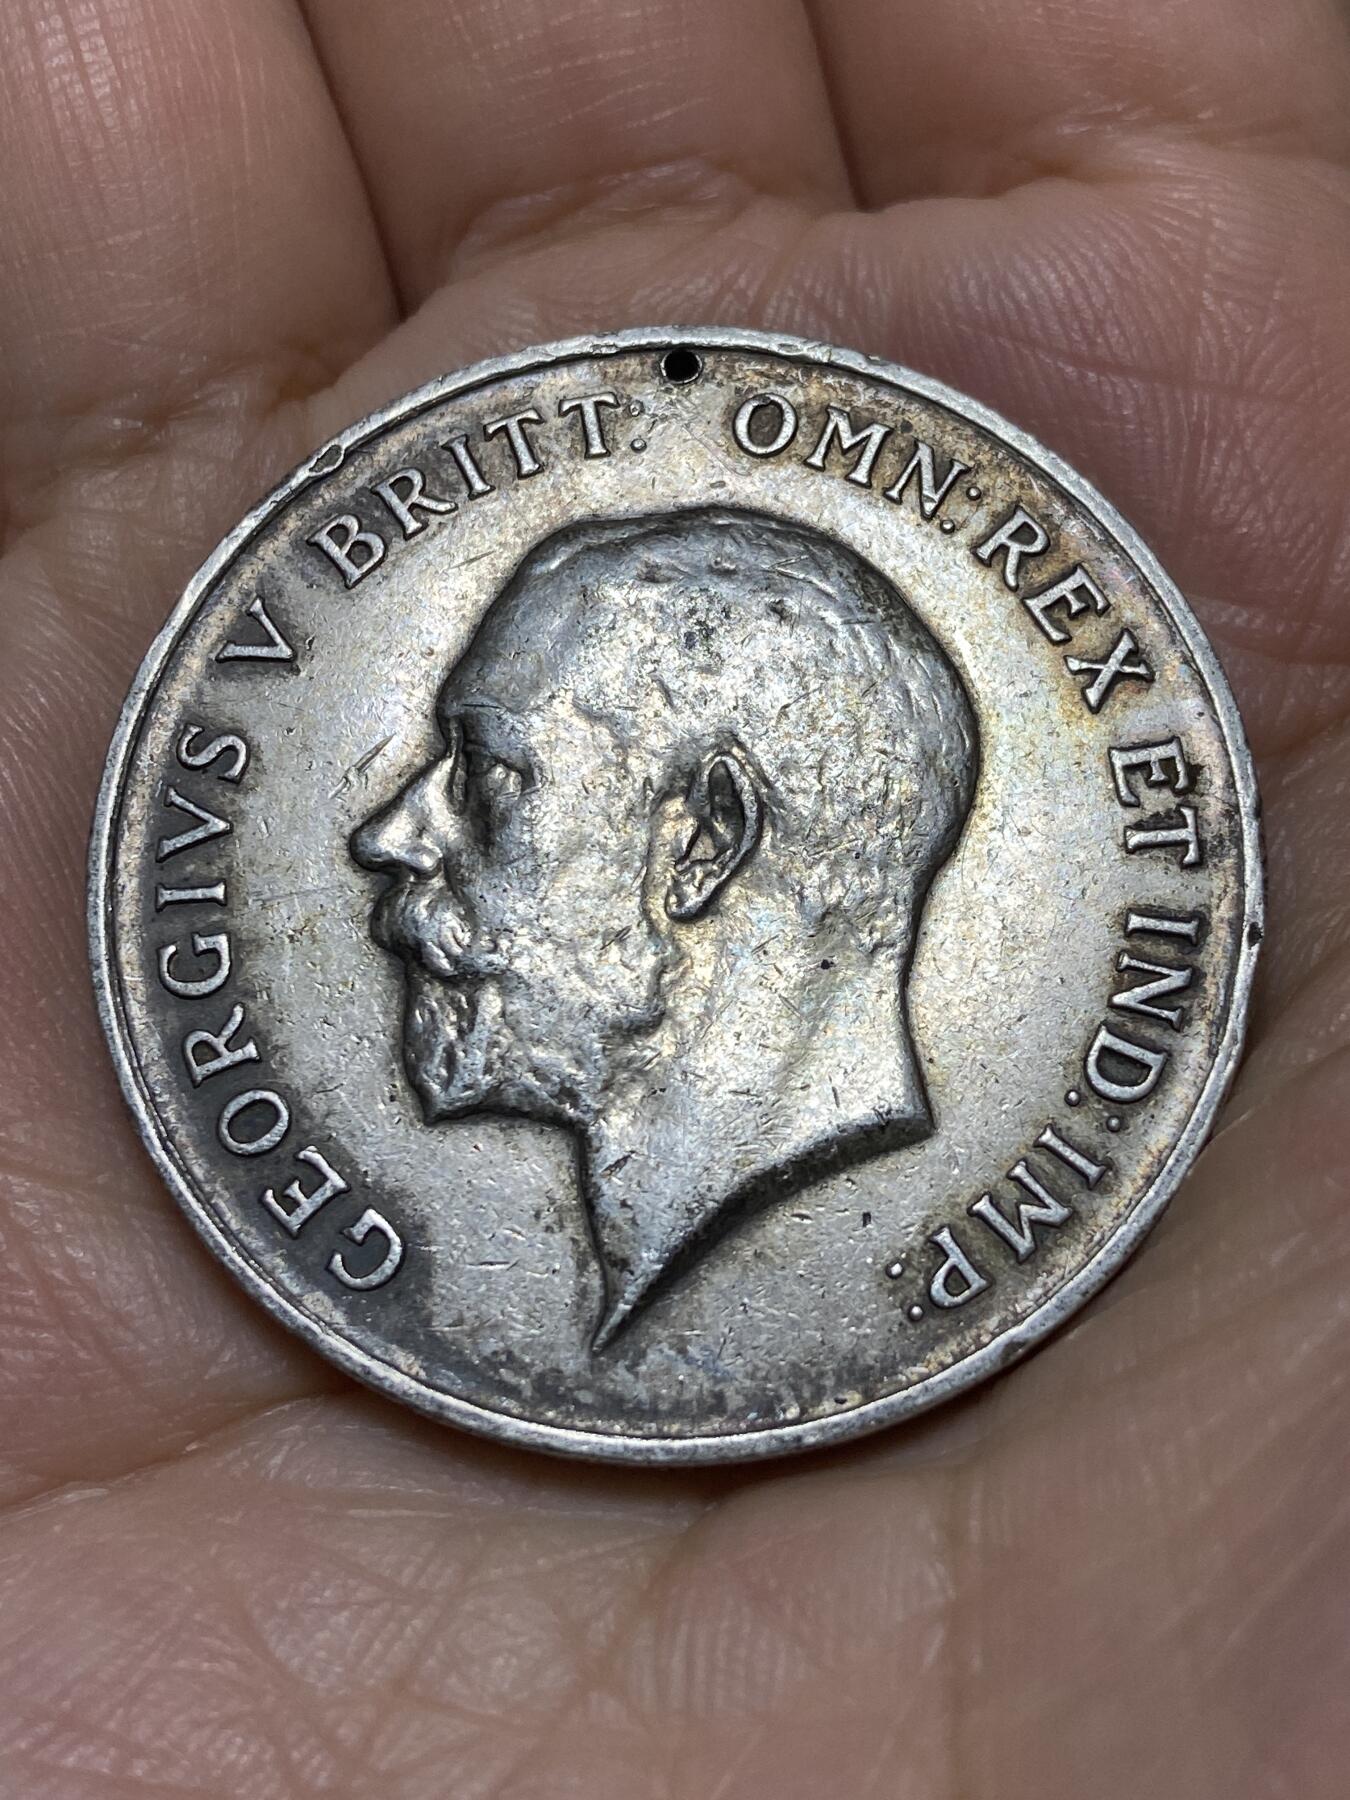 GEORGIVS V BRITT: OMN: REX ET IND: IMP: